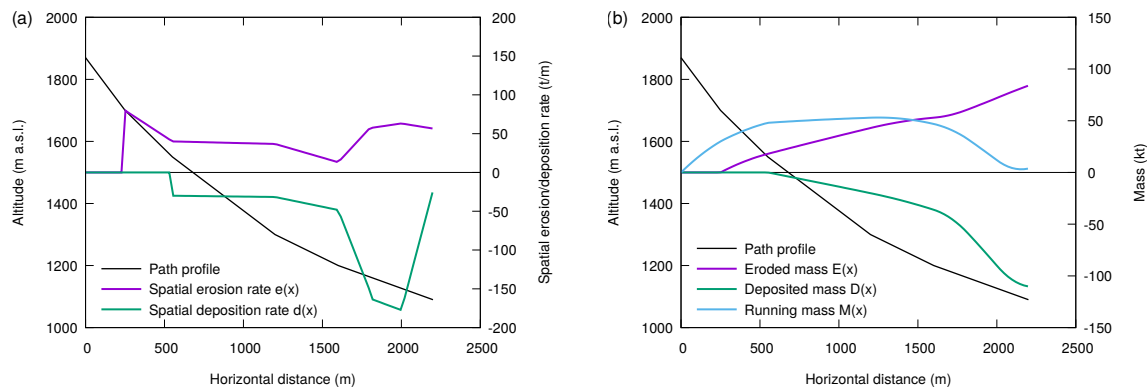 (a)
Altitude (m a.s.l.)
2000
1800
1600
1400
1200
1000
200
150
100
50
0
-50
-100
-150
-200
Spatial erosion/deposition rate (t/m)
Path profile
Spatial erosion rate e(x)
Spatial deposition rate d(x)
0 500 1000 1500 2000 2500
Horizontal distance (m)
(b)
Altitude (m a.s.l.)
2000
1800
1600
1400
1200
1000
150
100
50
0
-50
-100
-150
Mass (kt)
Path profile
Eroded mass E(x)
Deposited mass D(x)
Running mass M(x)
0 500 1000 1500 2000 2500
Horizontal distance (m)